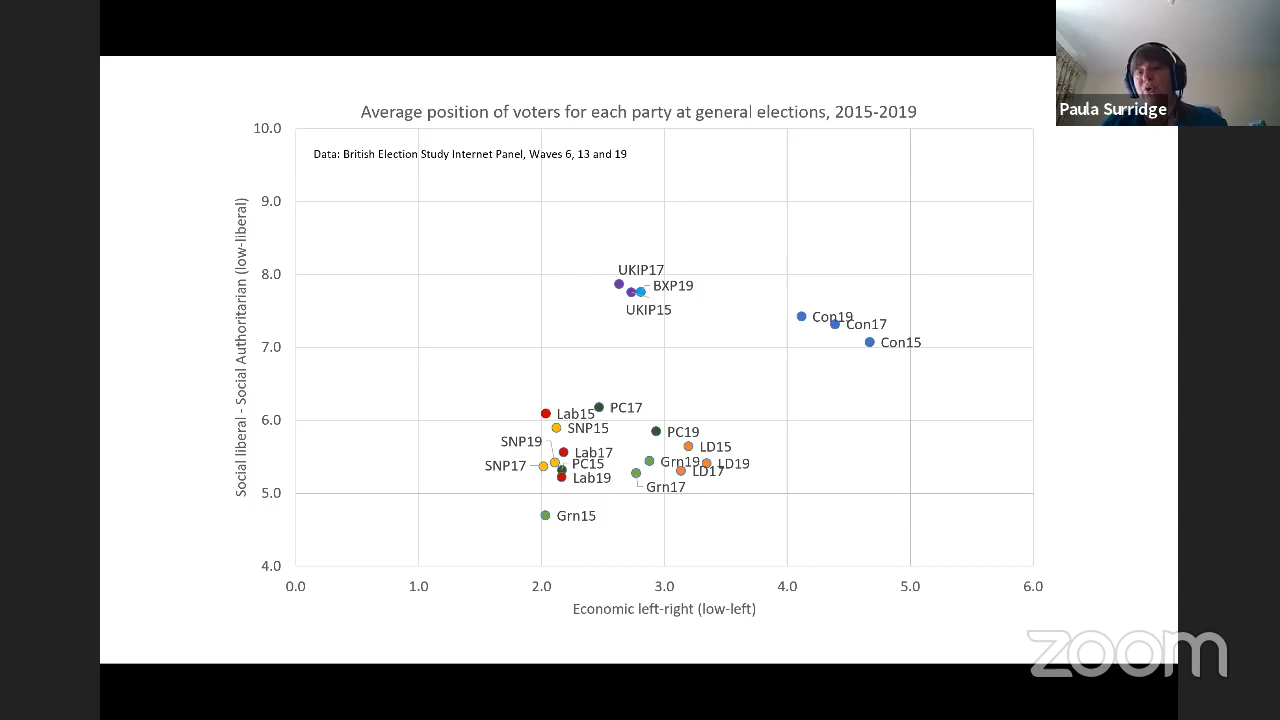 Paula Surridge
Average position of voters for each party at general elections, 2015-2019
Data: British Election Study Internet Panel, Waves 6, 13 and 19
Social liberal - Social Authoritarian (low-liberal)
10.0
9.0
8.0
7.0
6.0
5.0
4.0
UKIP17
BXP19
UKIP15
Con19
Con17
Con15
PC17
Lab15
SNP15
PC19
SNP19
LD15
Lab17
SNP17
PC15
Grn19
LD19
LD17
Lab19
Grn17
Grn15
0.0
1.0
2.0
3.0
4.0
5.0
6.0
Economic left-right (low-left)
zoom